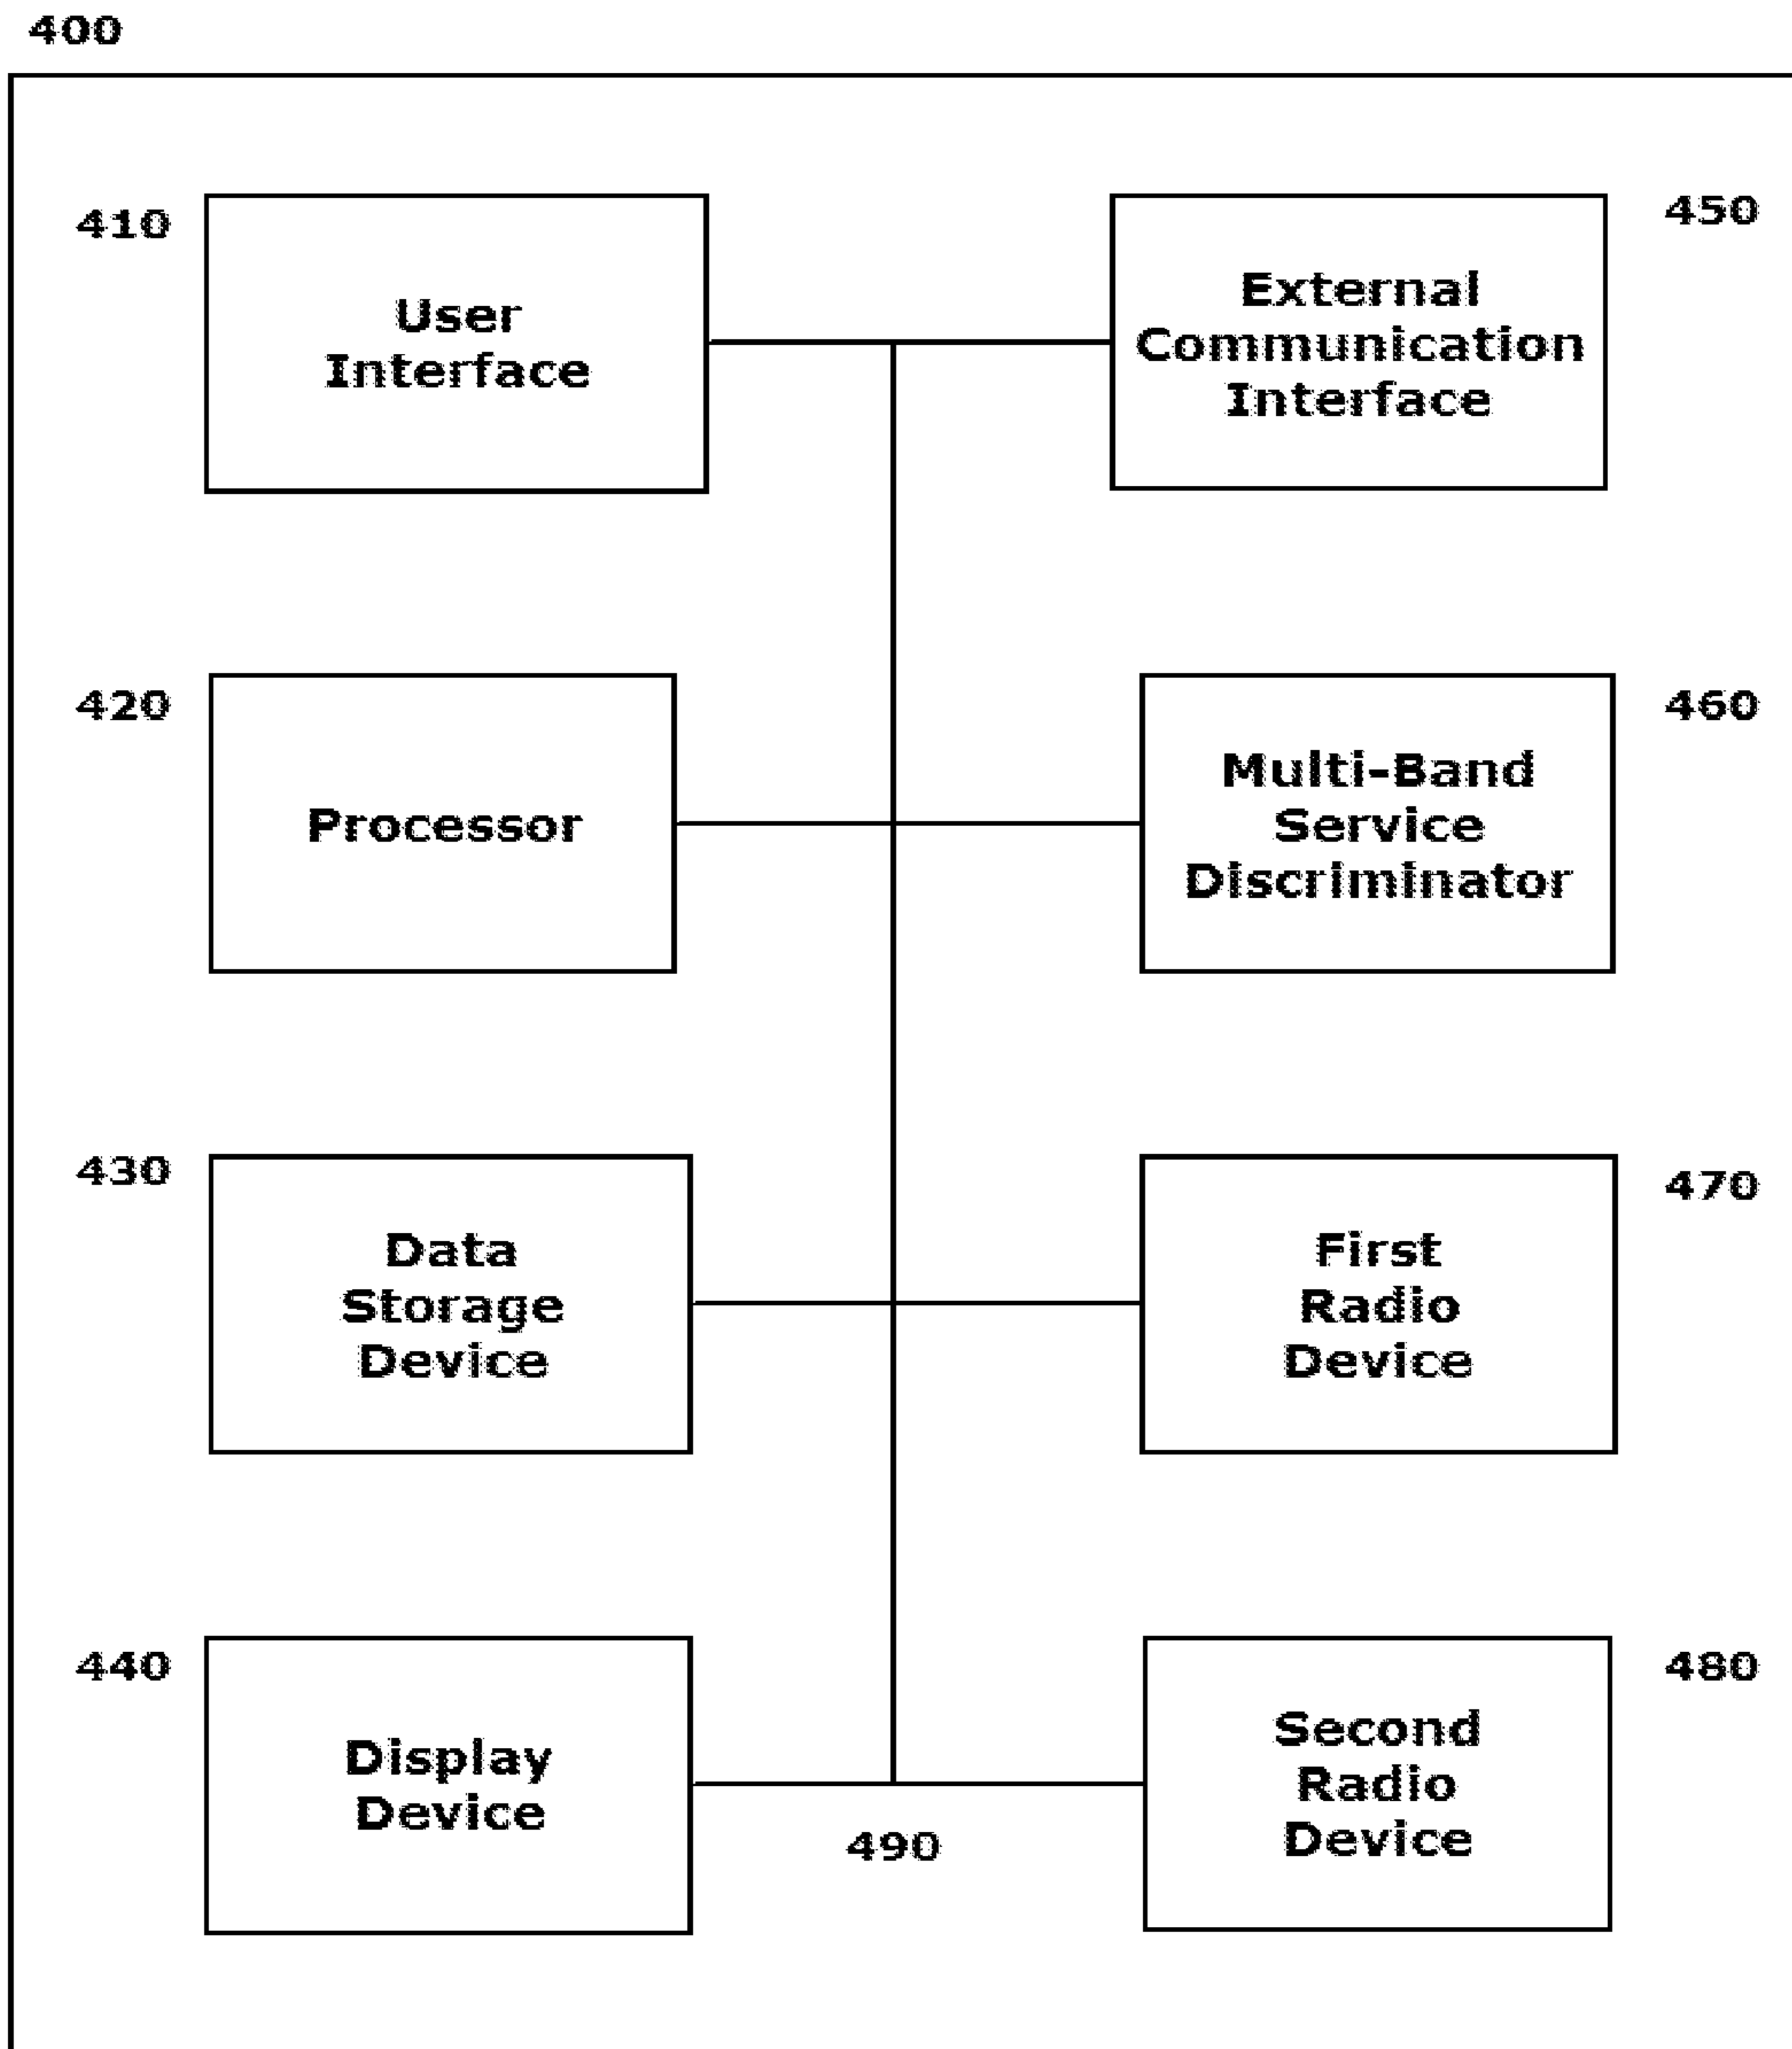 400
410
User
Interface
450
External
Communication
Interface
420
Processor
460
Multi-Band
Service
Discriminator
430
Data
Storage
Device
470
First
Radio
Device
440
Display
Device
480
Second
Radio
Device
490